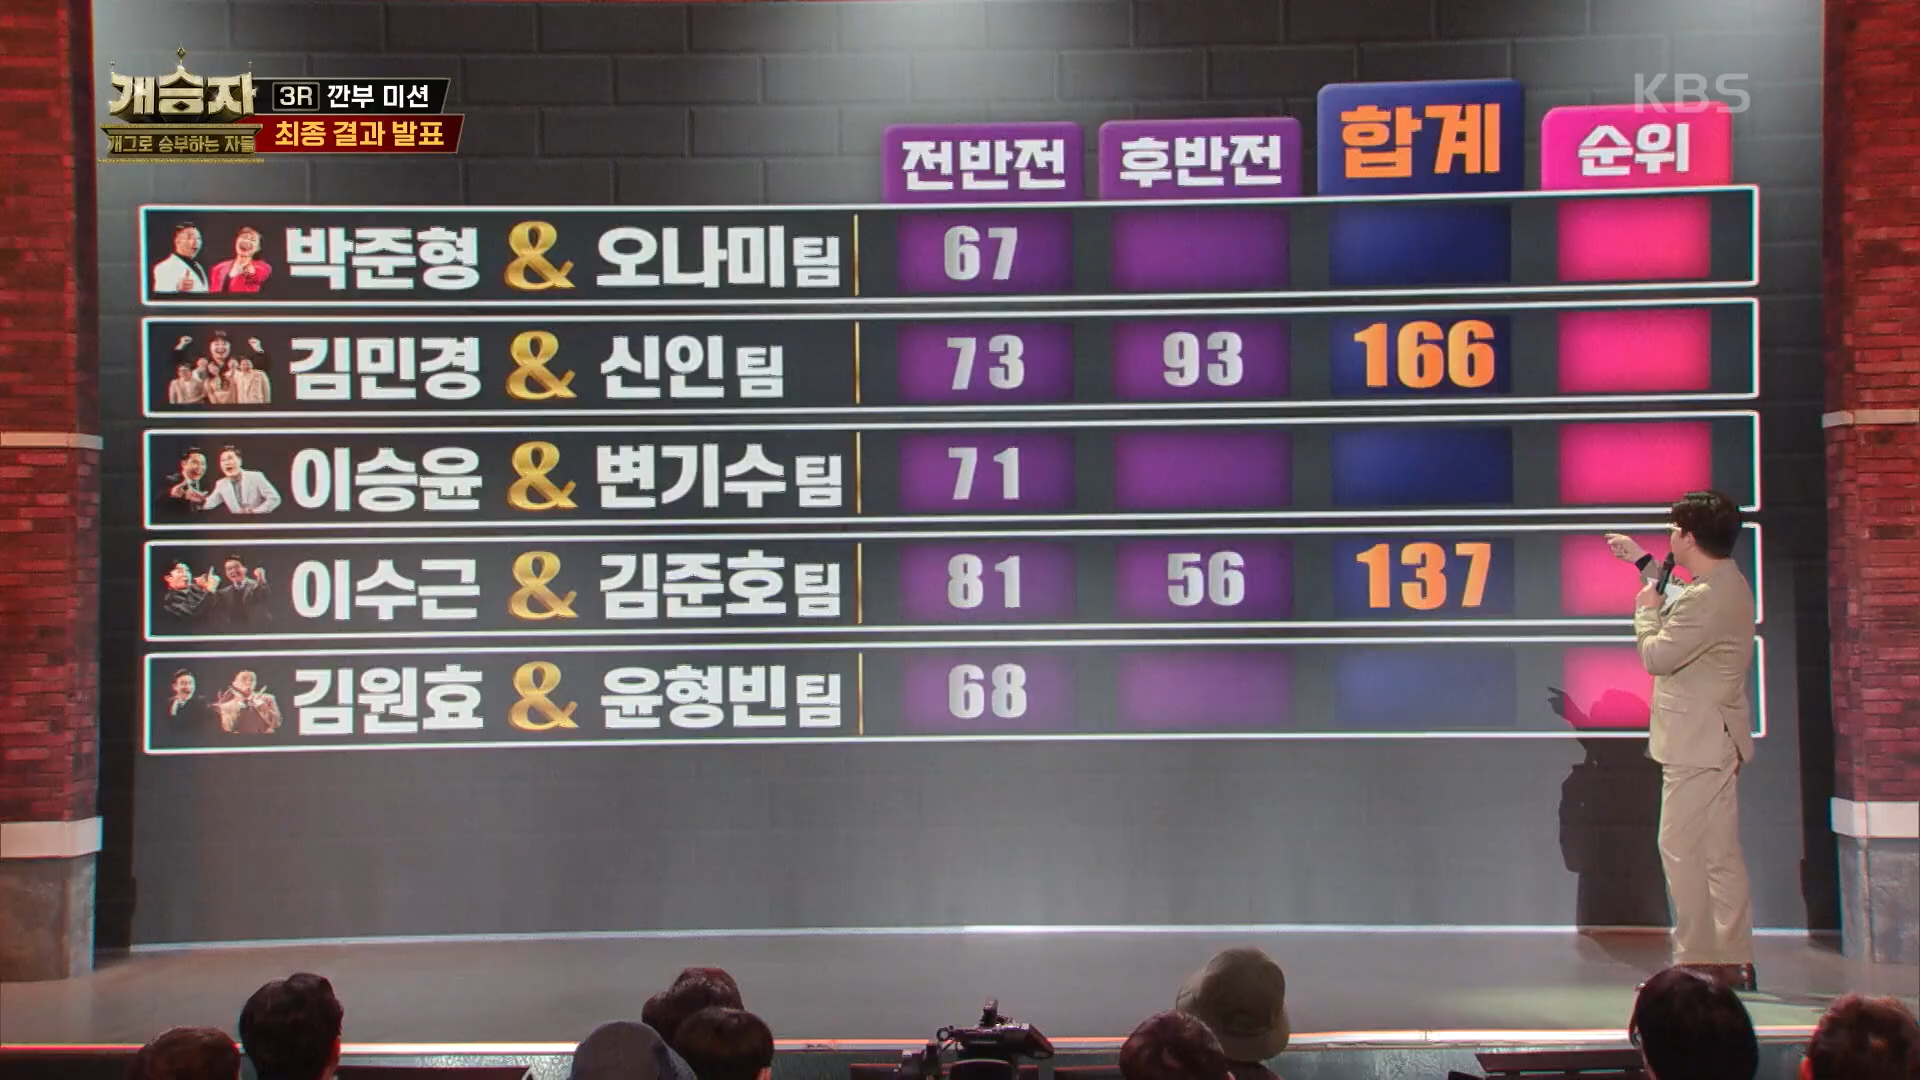 개승자
개그로 승부하는 자들
3R 깐부 미션
최종 결과 발표
KBS
전반전 후반전 합계 순위
박준형 & 오나미팀 67
김민경 & 신인팀 73 93 166
이승윤 & 변기수팀 71
이수근 & 김준호팀 81 56 137
김원효 & 윤형빈팀 68